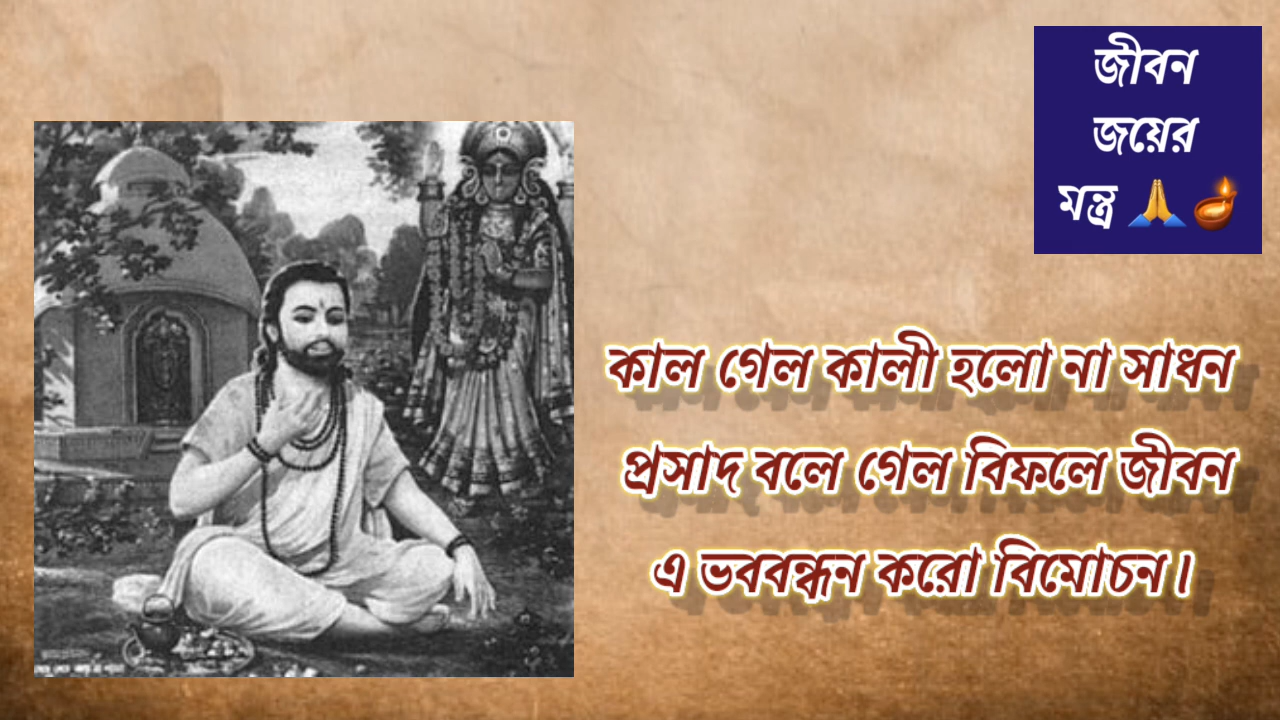 জীবন
জয়ের
মন্ত্র 🙏🪔
কাল গেল কালী হলো না সাধন
প্রসাদ বলে গেল বিফলে জীবন
এ ভববন্ধন করো বিমোচন।